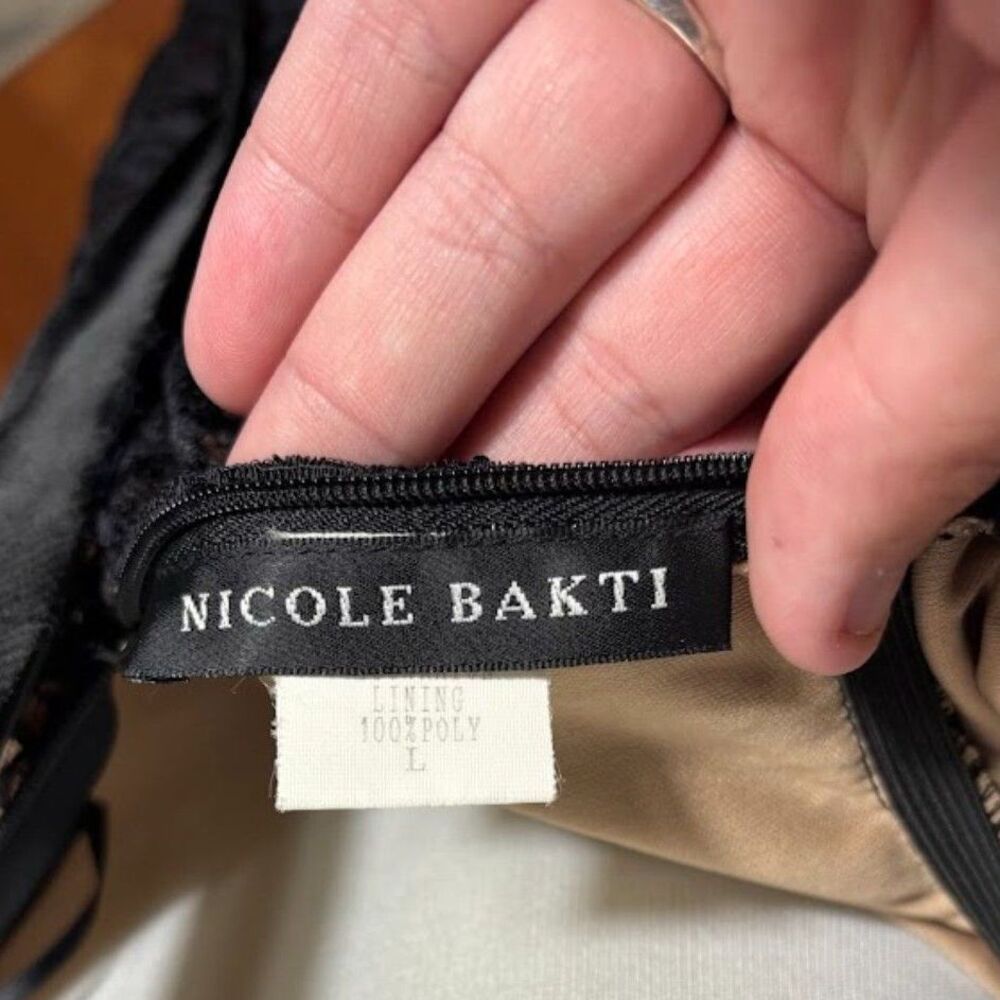 NICOLE BAKTI
LINING
100%POLY
L